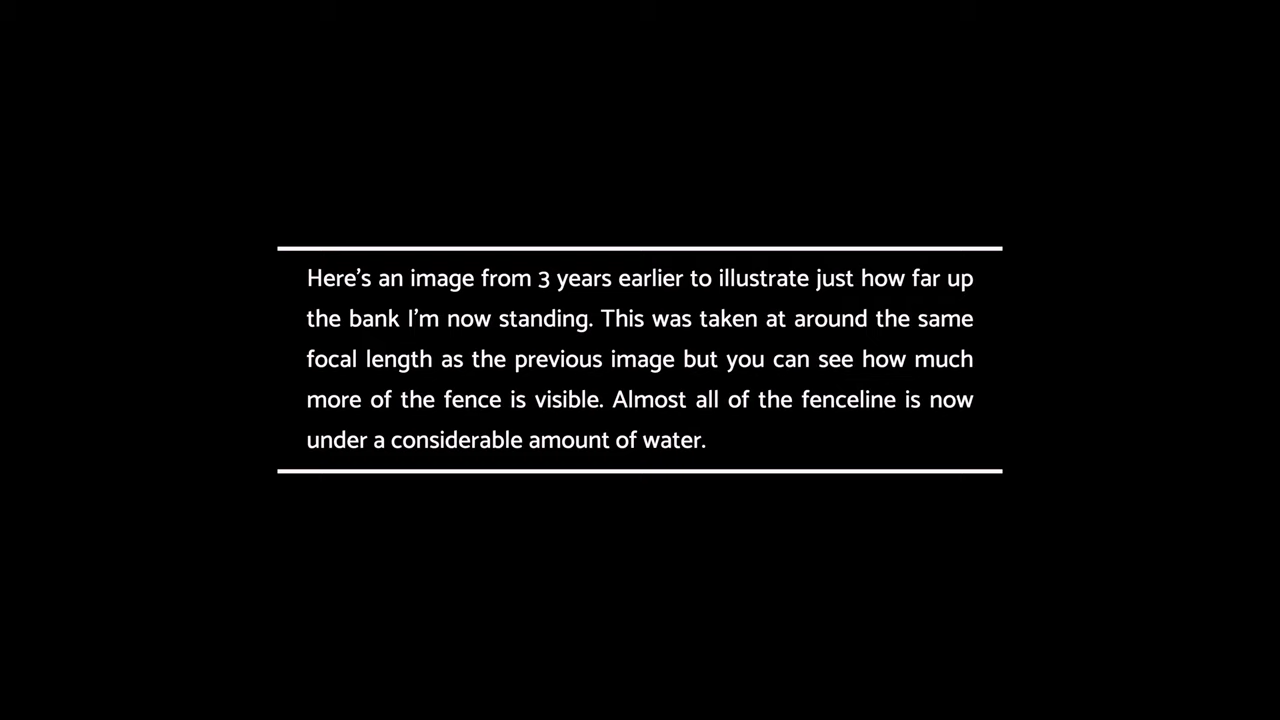 Here’s an image from 3 years earlier to illustrate just how far up
the bank I’m now standing. This was taken at around the same
focal length as the previous image but you can see how much
more of the fence is visible. Almost all of the fenceline is now
under a considerable amount of water.